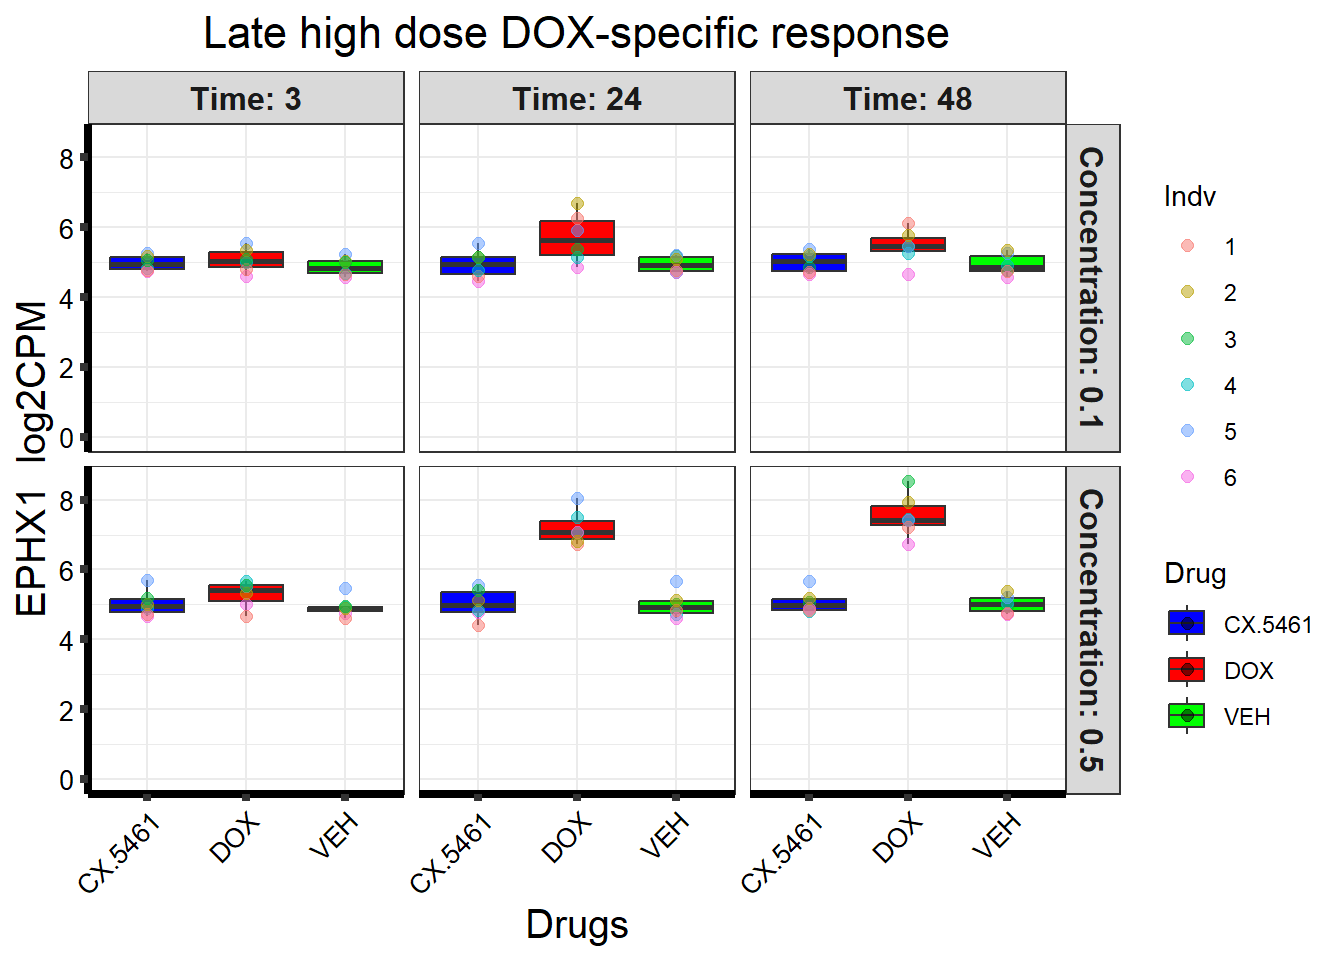 Late high dose DOX-specific response
Time: 3
Time: 24
Time: 48
Concentration: 0.1
Concentration: 0.5
EPHX1 log2CPM
8
6
4
2
0
8
6
4
2
0
CX.5461
DOX
VEH
CX.5461
DOX
VEH
CX.5461
DOX
VEH
Drugs
Indv
1
2
3
4
5
6
Drug
CX.5461
DOX
VEH